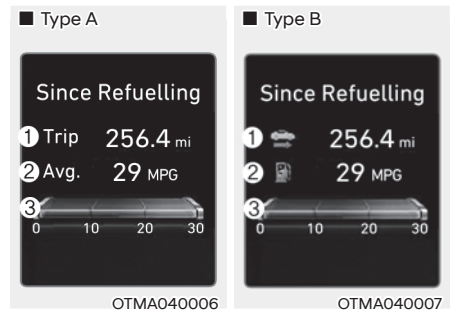 ■ Type A
Since Refuelling
1 Trip 256.4 mi
2 Avg. 29 MPG
3
0 10 20 30
OTMA040006
■ Type B
Since Refuelling
1 256.4 mi
2 29 MPG
3
0 10 20 30
OTMA040007